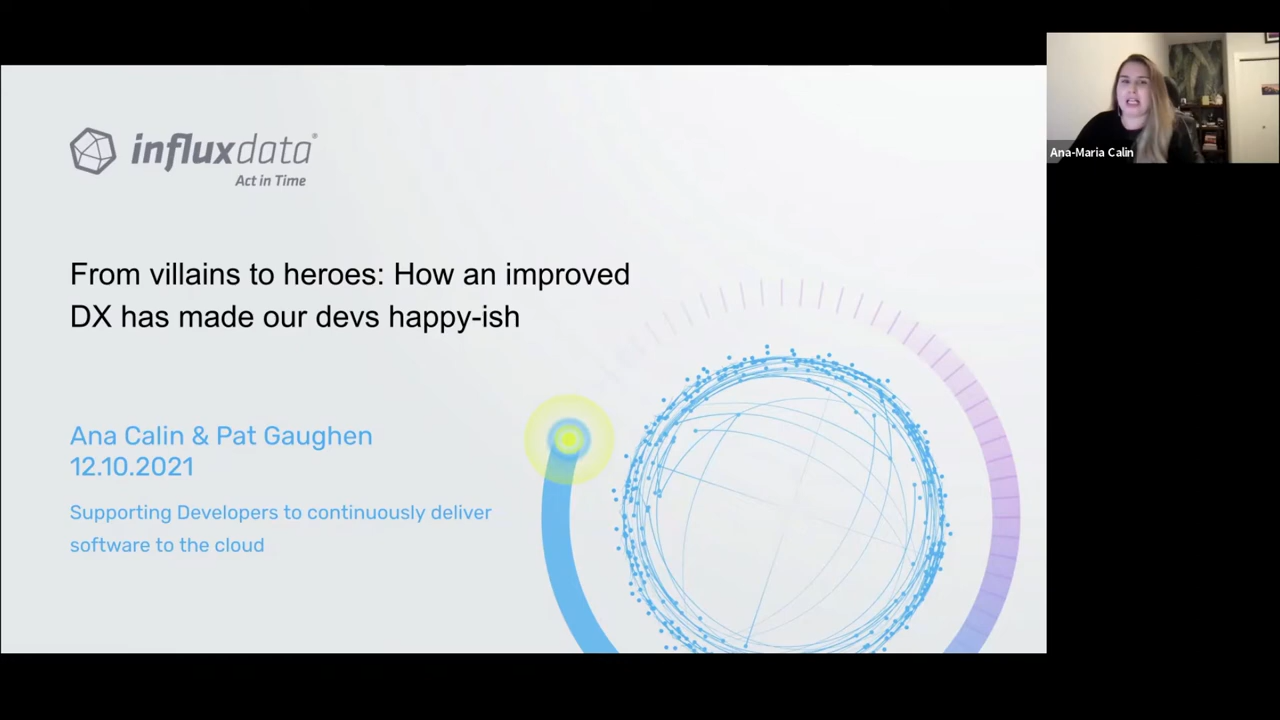 influxdata®
Act in Time
From villains to heroes: How an improved
DX has made our devs happy-ish
Ana Calin & Pat Gaughen
12.10.2021
Supporting Developers to continuously deliver
software to the cloud
Ana-Maria Calin